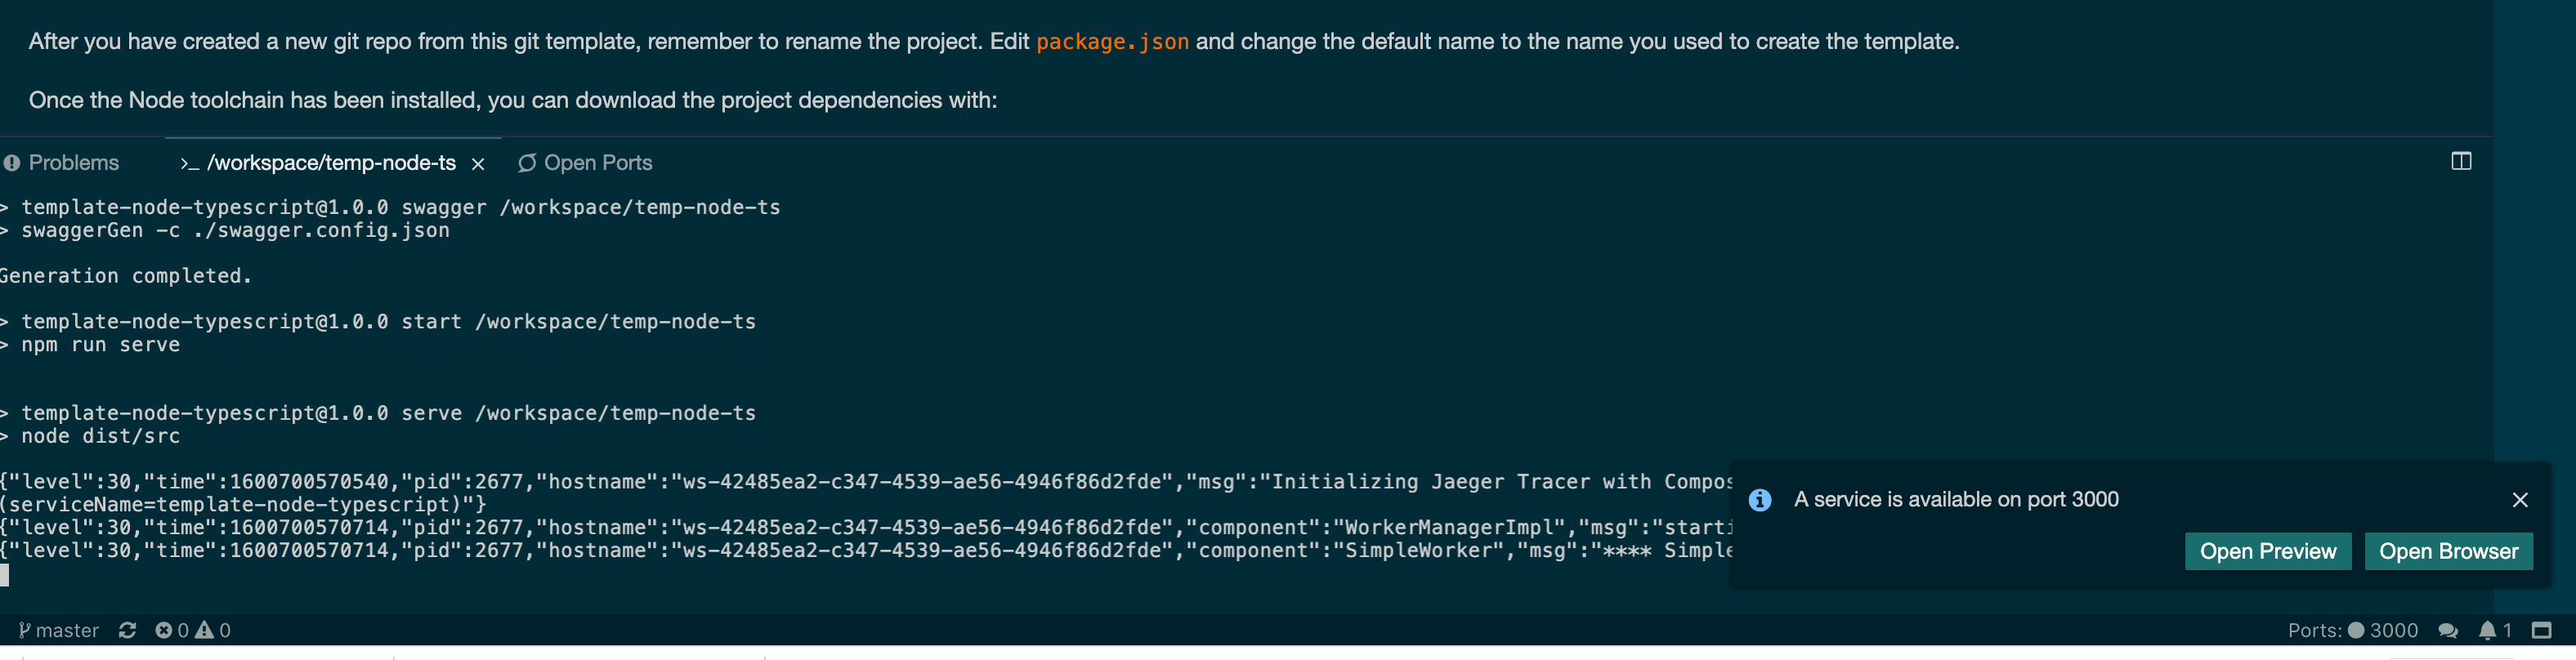 After you have created a new git repo from this git template, remember to rename the project. Edit package.json and change the default name to the name you used to create the template.
Once the Node toolchain has been installed, you can download the project dependencies with:
Problems >_ /workspace/temp-node-ts × Open Ports
> template-node-typescript@1.0.0 swagger /workspace/temp-node-ts
> swaggerGen -c ./swagger.config.json
Generation completed.
> template-node-typescript@1.0.0 start /workspace/temp-node-ts
> npm run serve
> template-node-typescript@1.0.0 serve /workspace/temp-node-ts
> node dist/src
{"level":30,"time":1600700570540,"pid":2677,"hostname":"ws-42485ea2-c347-4539-ae56-4946f86d2fde","msg":"Initializing Jaeger Tracer with Compos
(serviceName=template-node-typescript)"}
{"level":30,"time":1600700570714,"pid":2677,"hostname":"ws-42485ea2-c347-4539-ae56-4946f86d2fde","component":"WorkerManagerImpl","msg":"starti
{"level":30,"time":1600700570714,"pid":2677,"hostname":"ws-42485ea2-c347-4539-ae56-4946f86d2fde","component":"SimpleWorker","msg":"**** Simple
A service is available on port 3000
Open Preview Open Browser
master 0 0 Ports: 3000 1